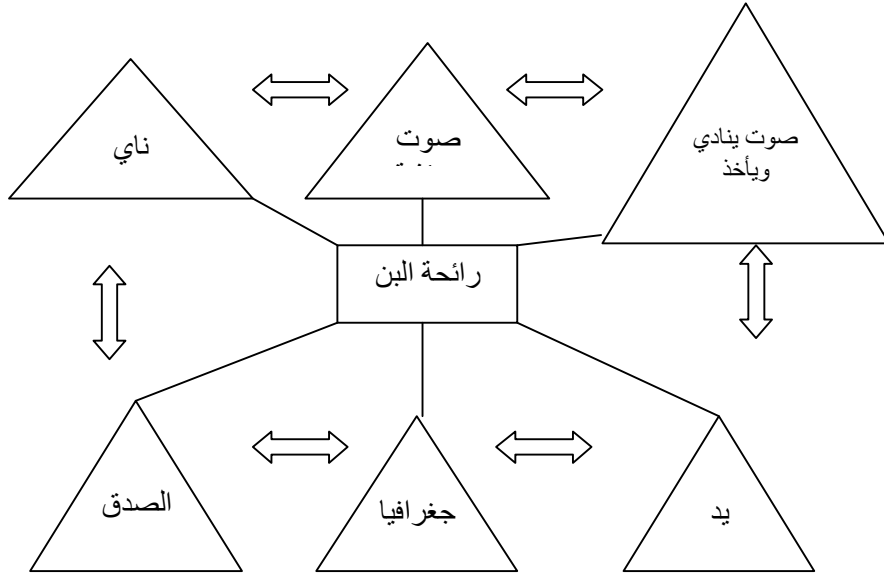 صوت ينادي
ويأخذ
صوت
ناي
رائحة البن
يد
جغرافيا
الصدق